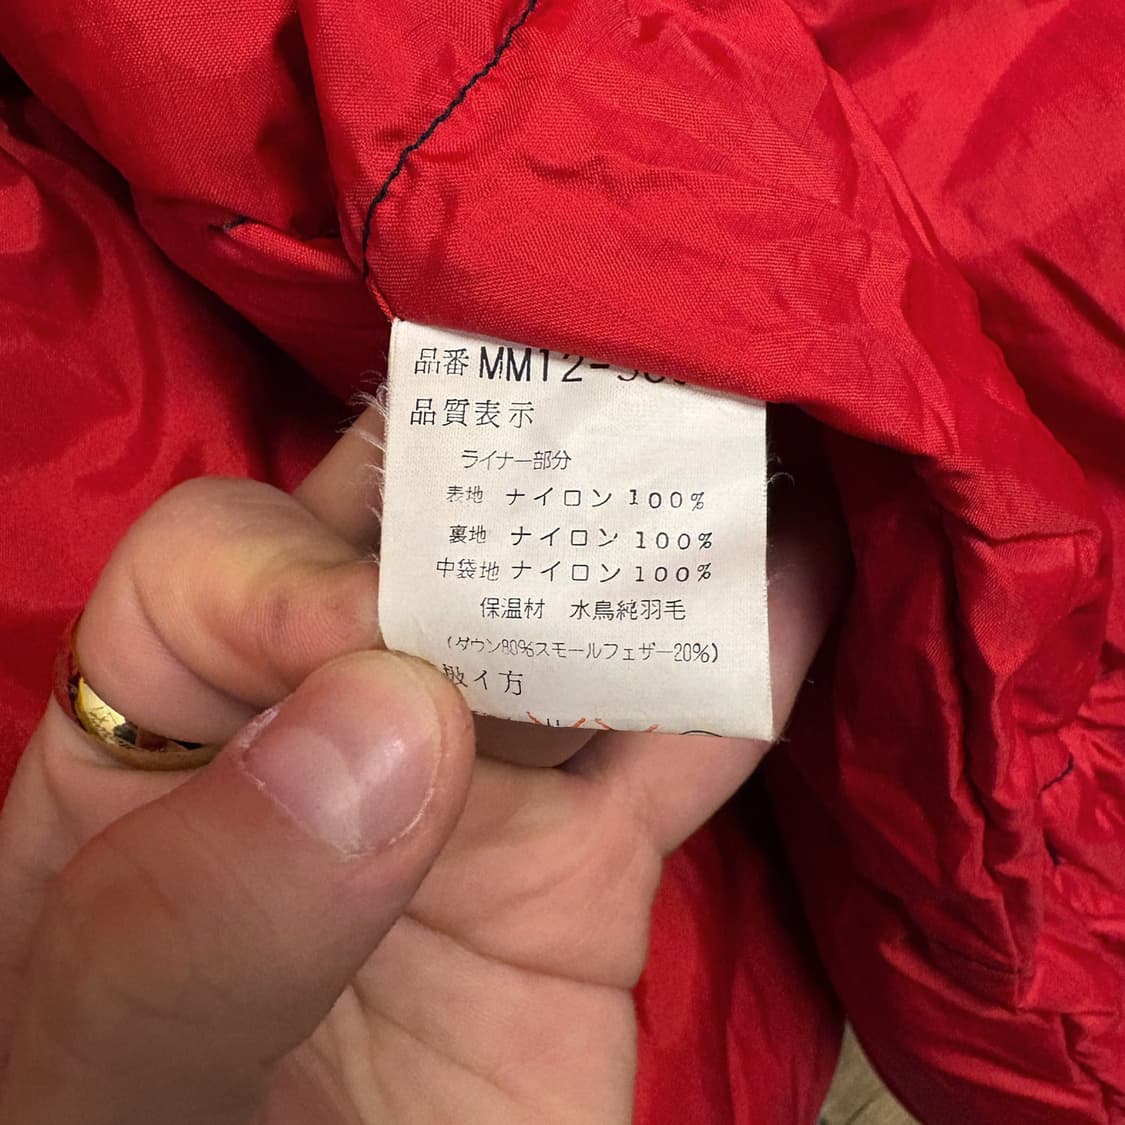 品番 MM12-
品質表示
ライナー部分
表地 ナイロン 100%
裏地 ナイロン 100%
中袋地 ナイロン 100%
保温材 水鳥純羽毛
(ダウン80%スモールフェザー20%)
扱イ方